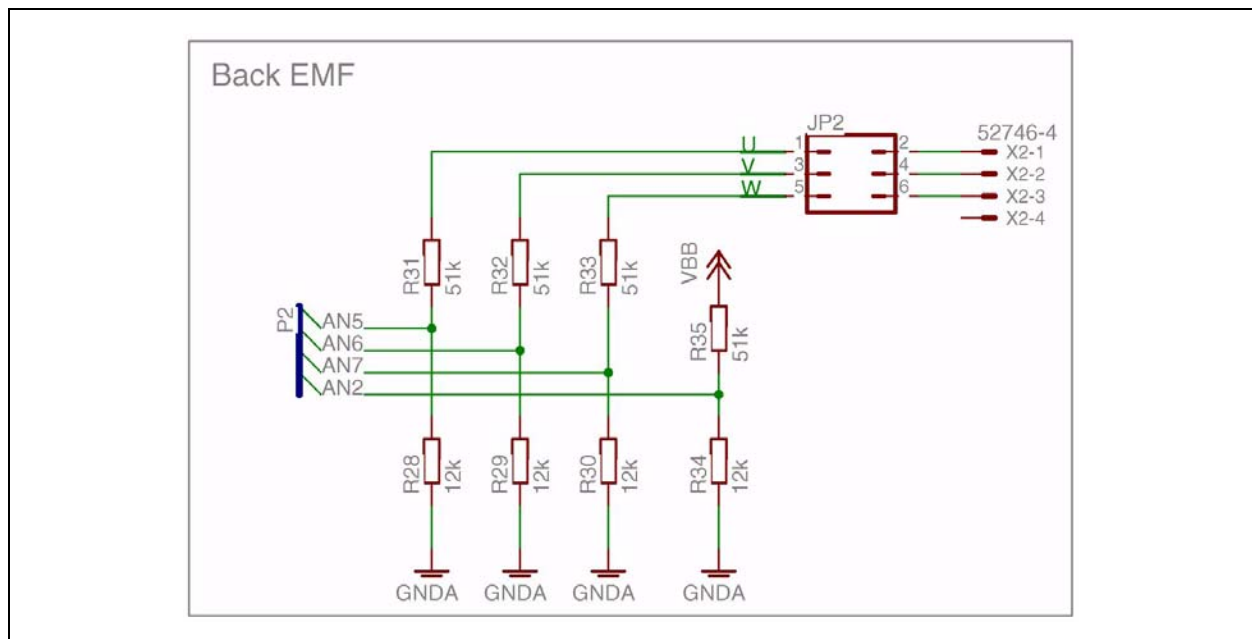 Back EMF
JP2
52746-4
U 1 2 X2-1
V 3 4 X2-2
W 5 6 X2-3
X2-4
VBB
R31 51k R32 51k R33 51k
R35 51k
P2
AN5
AN6
AN7
AN2
R28 12k R29 12k R30 12k R34 12k
GNDA GNDA GNDA GNDA